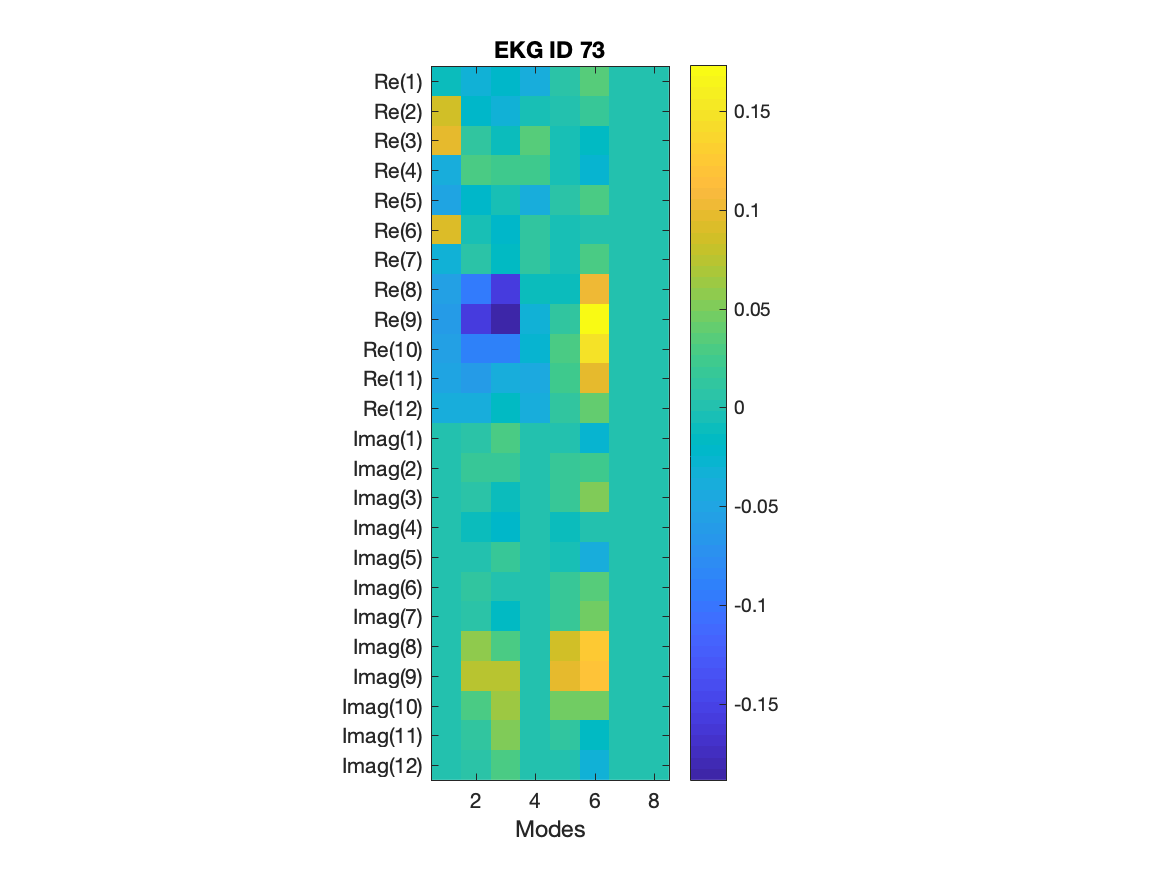 EKG ID 73
Re(1)
Re(2)
Re(3)
Re(4)
Re(5)
Re(6)
Re(7)
Re(8)
Re(9)
Re(10)
Re(11)
Re(12)
Imag(1)
Imag(2)
Imag(3)
Imag(4)
Imag(5)
Imag(6)
Imag(7)
Imag(8)
Imag(9)
Imag(10)
Imag(11)
Imag(12)
2 4 6 8
Modes
0.15
0.1
0.05
0
-0.05
-0.1
-0.15